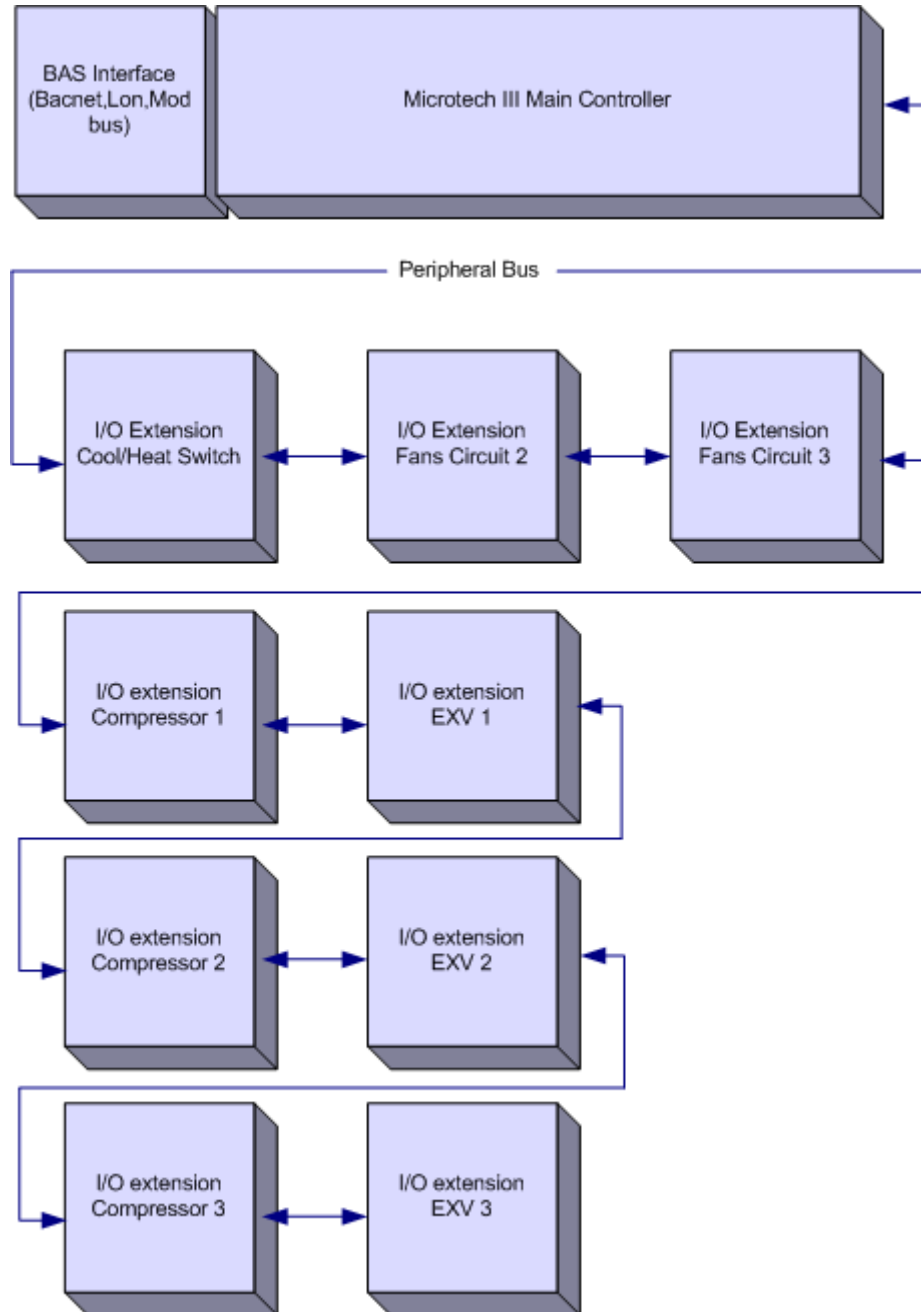 BAS Interface
(Bacnet,Lon,Mod
bus)
Microtech III Main Controller
Peripheral Bus
I/O Extension
Cool/Heat Switch
I/O Extension
Fans Circuit 2
I/O Extension
Fans Circuit 3
I/O extension
Compressor 1
I/O extension
EXV 1
I/O extension
Compressor 2
I/O extension
EXV 2
I/O extension
Compressor 3
I/O extension
EXV 3